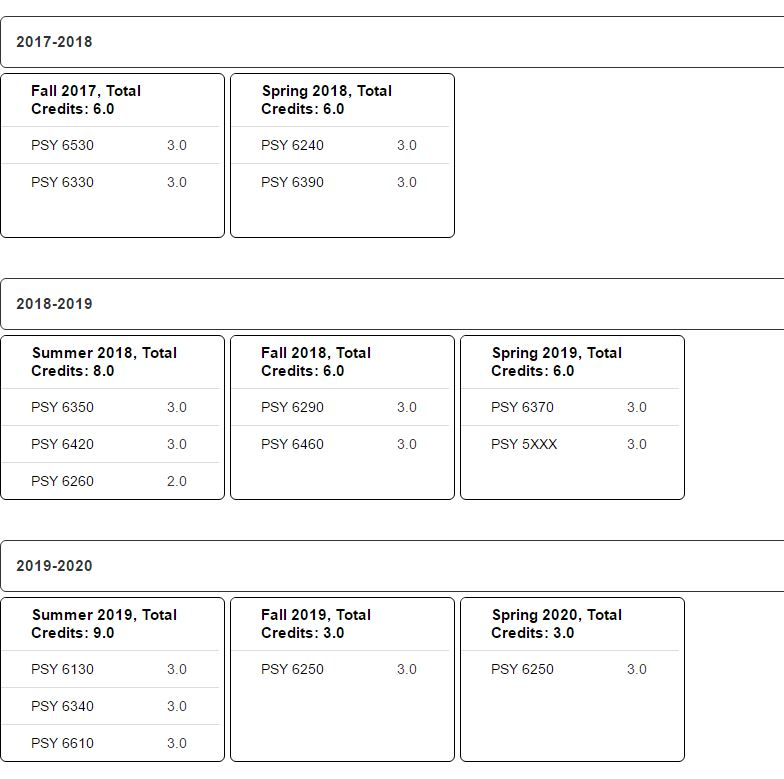 2017-2018
Fall 2017, Total
Credits: 6.0
PSY 6530 3.0
PSY 6330 3.0
Spring 2018, Total
Credits: 6.0
PSY 6240 3.0
PSY 6390 3.0
2018-2019
Summer 2018, Total
Credits: 8.0
PSY 6350 3.0
PSY 6420 3.0
PSY 6260 2.0
Fall 2018, Total
Credits: 6.0
PSY 6290 3.0
PSY 6460 3.0
Spring 2019, Total
Credits: 6.0
PSY 6370 3.0
PSY 5XXX 3.0
2019-2020
Summer 2019, Total
Credits: 9.0
PSY 6130 3.0
PSY 6340 3.0
PSY 6610 3.0
Fall 2019, Total
Credits: 3.0
PSY 6250 3.0
Spring 2020, Total
Credits: 3.0
PSY 6250 3.0